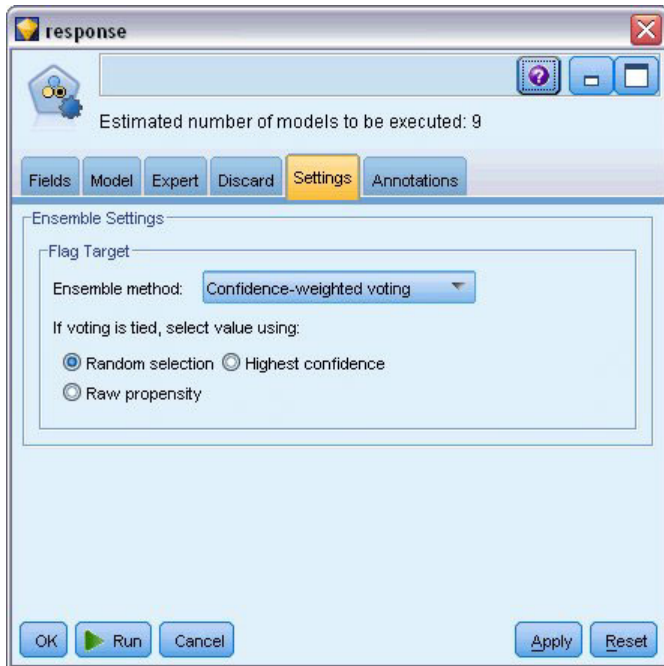 response
?
Estimated number of models to be executed: 9
Fields Model Expert Discard Settings Annotations
Ensemble Settings
Flag Target
Ensemble method: Confidence-weighted voting
If voting is tied, select value using:
Random selection Highest confidence
Raw propensity
OK Run Cancel Apply Reset